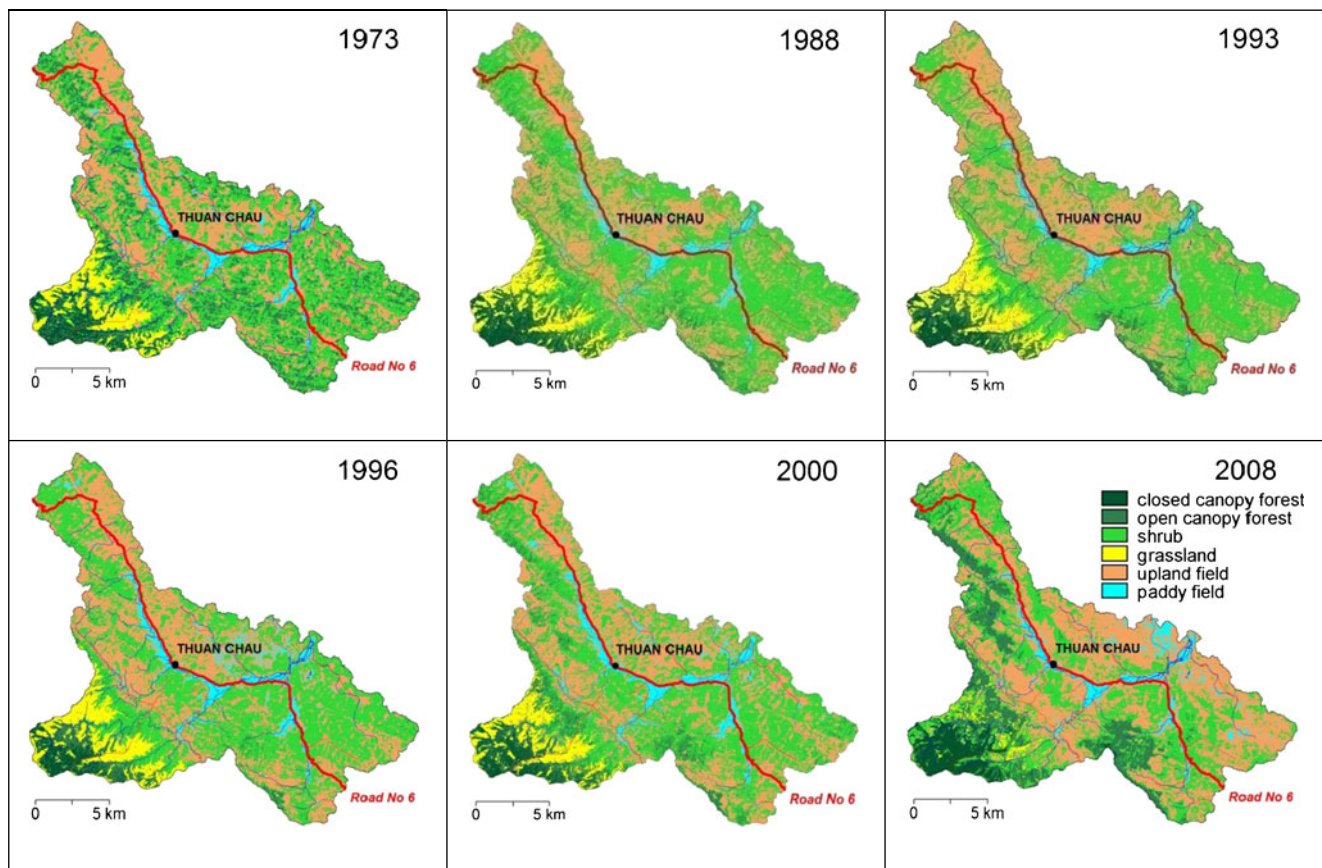 1973
THUAN CHAU
Road No 6
0 5 km
1988
THUAN CHAU
Road No 6
0 5 km
1993
THUAN CHAU
Road No 6
0 5 km
1996
THUAN CHAU
Road No 6
0 5 km
2000
THUAN CHAU
Road No 6
0 5 km
2008
closed canopy forest
open canopy forest
shrub
grassland
upland field
paddy field
THUAN CHAU
Road No 6
0 5 km